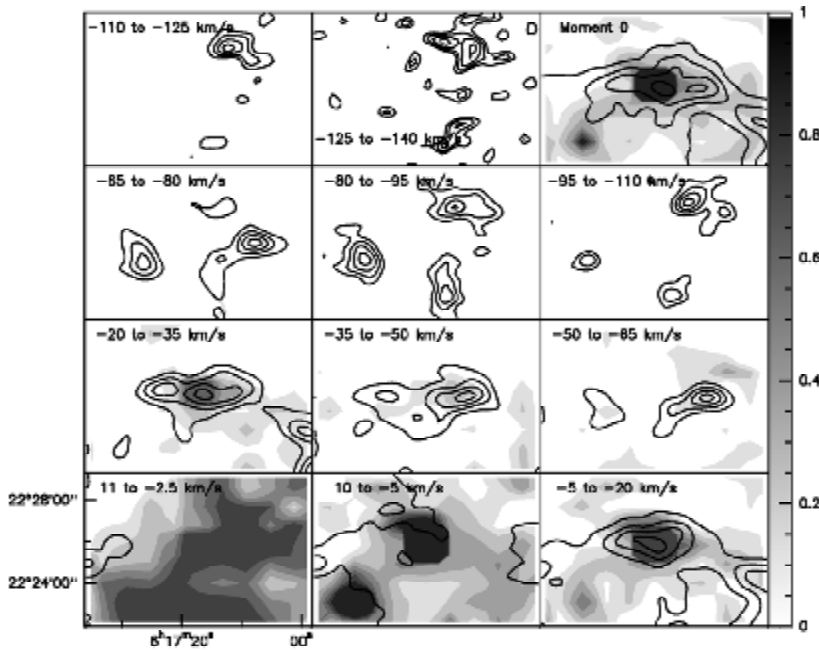 −110 to −125 km/s
−125 to −140 km/s
Moment 0
1
0.8
−65 to −80 km/s
−80 to −95 km/s
−95 to −110 km/s
0.6
−20 to −35 km/s
−35 to −50 km/s
−50 to −65 km/s
0.4
11 to −2.5 km/s
10 to −5 km/s
−5 to −20 km/s
22°28'00"
0.2
22°24'00"
0
6ʰ17ᵐ20ˢ
00ˢ